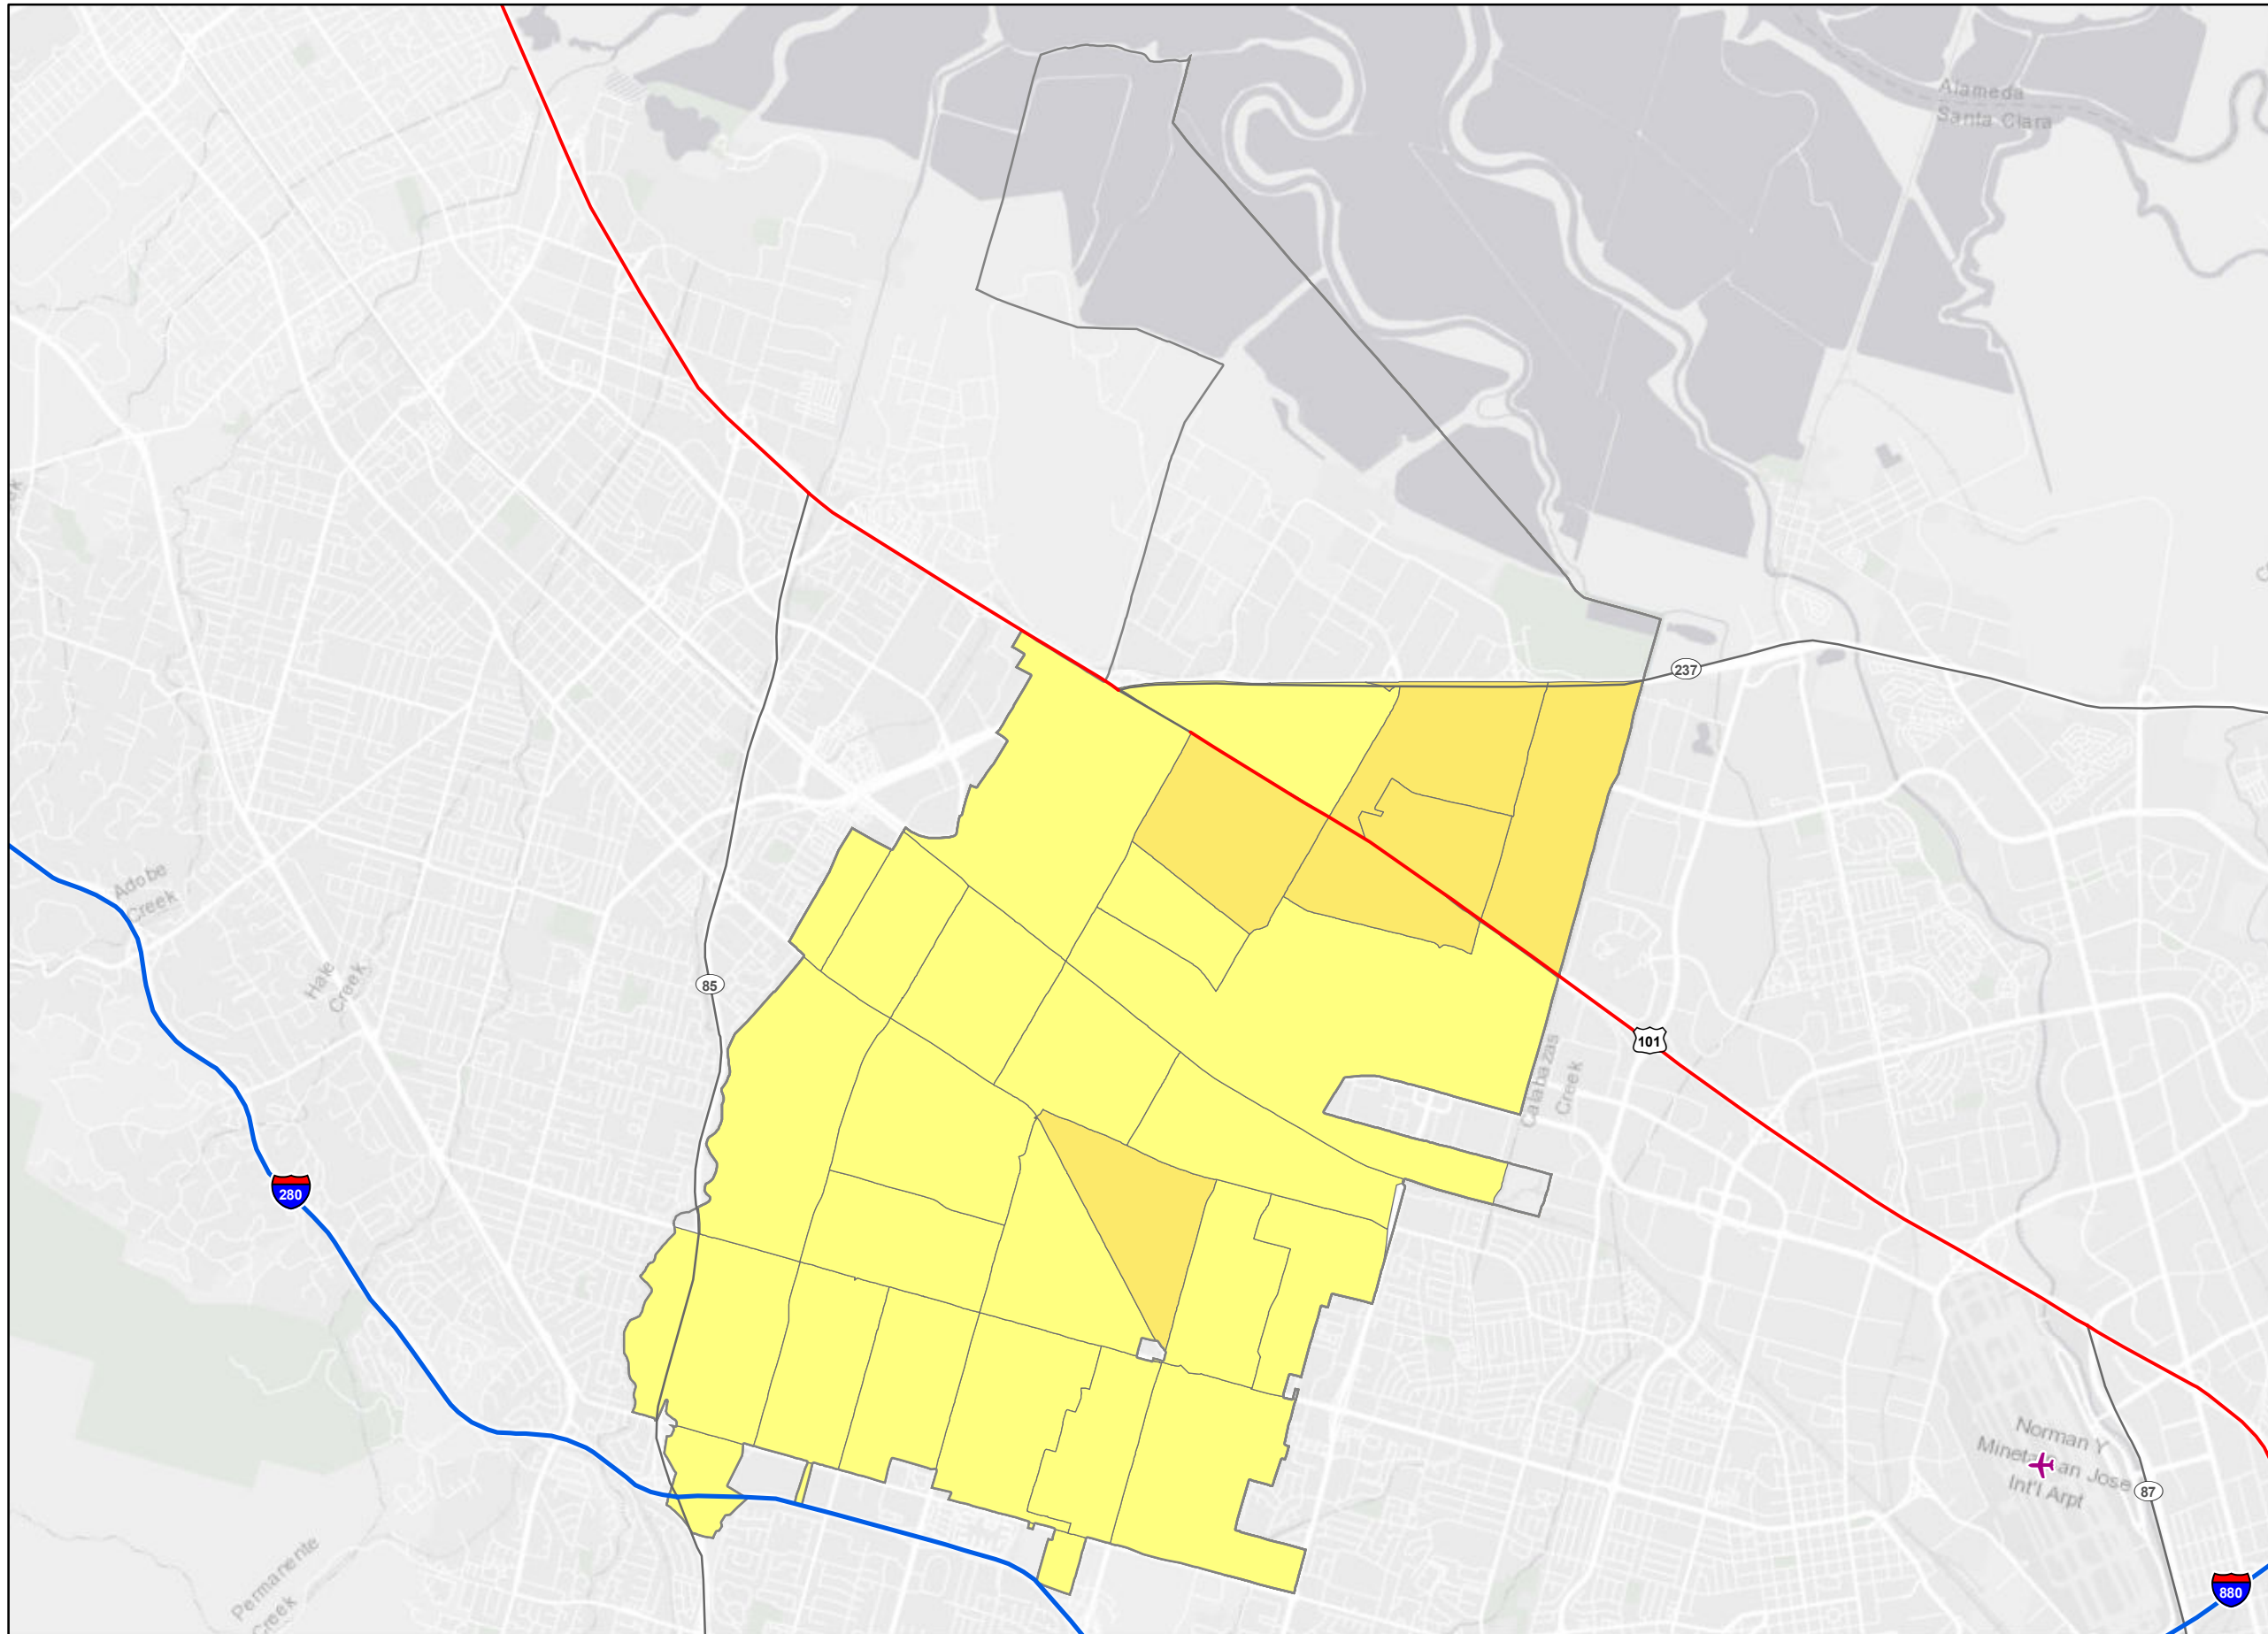 Alameda
Santa Clara
237
Adobe
Creek
Hale
Creek
85
101
Calabazas
Creek
280
Norman Y
Mineta San Jose
Int'l Arpt
87
Permanente
Creek
880